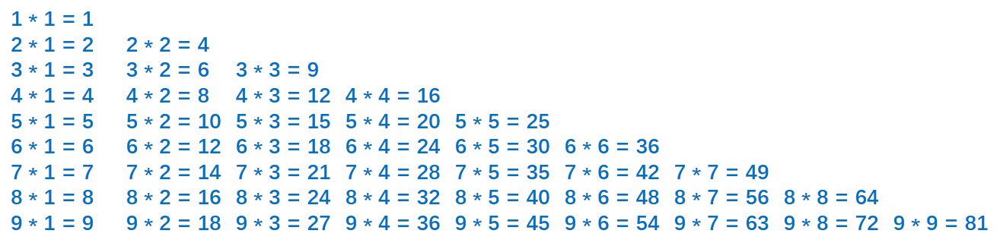 1 * 1 = 1
2 * 1 = 2 2 * 2 = 4
3 * 1 = 3 3 * 2 = 6 3 * 3 = 9
4 * 1 = 4 4 * 2 = 8 4 * 3 = 12 4 * 4 = 16
5 * 1 = 5 5 * 2 = 10 5 * 3 = 15 5 * 4 = 20 5 * 5 = 25
6 * 1 = 6 6 * 2 = 12 6 * 3 = 18 6 * 4 = 24 6 * 5 = 30 6 * 6 = 36
7 * 1 = 7 7 * 2 = 14 7 * 3 = 21 7 * 4 = 28 7 * 5 = 35 7 * 6 = 42 7 * 7 = 49
8 * 1 = 8 8 * 2 = 16 8 * 3 = 24 8 * 4 = 32 8 * 5 = 40 8 * 6 = 48 8 * 7 = 56 8 * 8 = 64
9 * 1 = 9 9 * 2 = 18 9 * 3 = 27 9 * 4 = 36 9 * 5 = 45 9 * 6 = 54 9 * 7 = 63 9 * 8 = 72 9 * 9 = 81